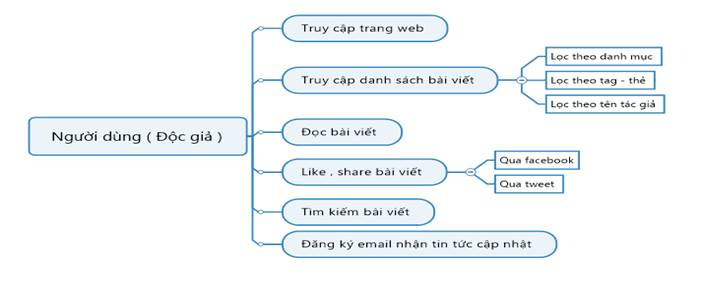 Truy cập trang web
Truy cập danh sách bài viết
Lọc theo danh mục
Lọc theo tag - thẻ
Lọc theo tên tác giả
Người dùng ( Độc giả )
Đọc bài viết
Like , share bài viết
Qua facebook
Qua tweet
Tìm kiếm bài viết
Đăng ký email nhận tin tức cập nhật